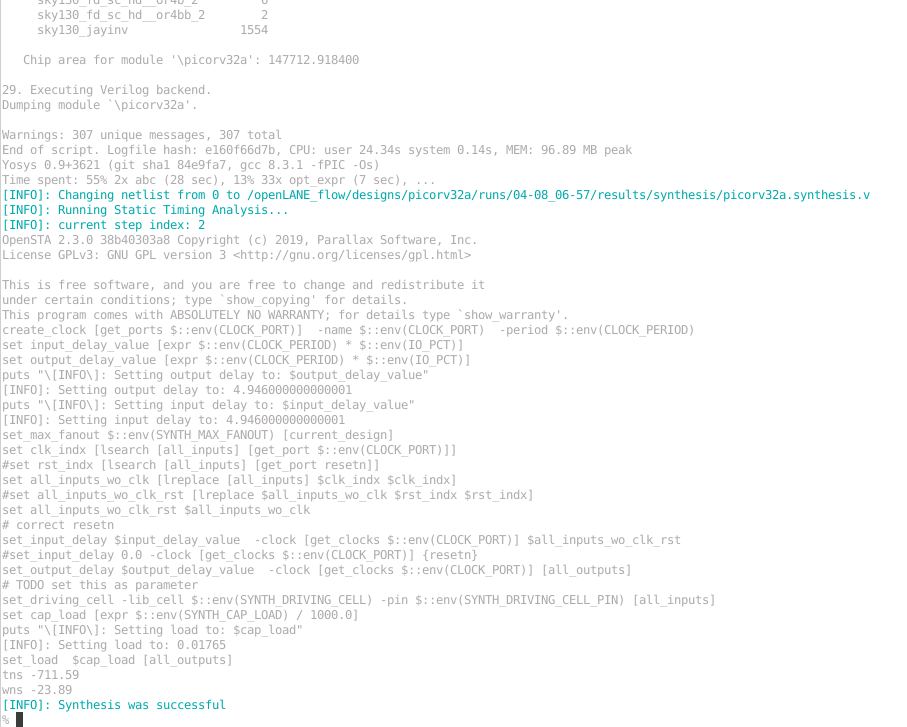 sky130_fd_sc_hd__or4b_2 6
sky130_fd_sc_hd__or4bb_2 2
sky130_jayinv 1554
Chip area for module '\picorv32a': 147712.918400
29. Executing Verilog backend.
Dumping module `\picorv32a'.
Warnings: 307 unique messages, 307 total
End of script. Logfile hash: e160f66d7b, CPU: user 24.34s system 0.14s, MEM: 96.89 MB peak
Yosys 0.9+3621 (git sha1 84e9fa7, gcc 8.3.1 -fPIC -Os)
Time spent: 55% 2x abc (28 sec), 13% 33x opt_expr (7 sec), ...
[INFO]: Changing netlist from 0 to /openLANE_flow/designs/picorv32a/runs/04-08_06-57/results/synthesis/picorv32a.synthesis.v
[INFO]: Running Static Timing Analysis...
[INFO]: current step index: 2
OpenSTA 2.3.0 38b40303a8 Copyright (c) 2019, Parallax Software, Inc.
License GPLv3: GNU GPL version 3 <http://gnu.org/licenses/gpl.html>
This is free software, and you are free to change and redistribute it
under certain conditions; type `show_copying' for details.
This program comes with ABSOLUTELY NO WARRANTY; for details type `show_warranty'.
create_clock [get_ports $::env(CLOCK_PORT)]  -name $::env(CLOCK_PORT)  -period $::env(CLOCK_PERIOD)
set input_delay_value [expr $::env(CLOCK_PERIOD) * $::env(IO_PCT)]
set output_delay_value [expr $::env(CLOCK_PERIOD) * $::env(IO_PCT)]
puts "\[INFO\]: Setting output delay to: $output_delay_value"
[INFO]: Setting output delay to: 4.946000000000001
puts "\[INFO\]: Setting input delay to: $input_delay_value"
[INFO]: Setting input delay to: 4.946000000000001
set_max_fanout $::env(SYNTH_MAX_FANOUT) [current_design]
set clk_indx [lsearch [all_inputs] [get_port $::env(CLOCK_PORT)]]
#set rst_indx [lsearch [all_inputs] [get_port resetn]]
set all_inputs_wo_clk [lreplace [all_inputs] $clk_indx $clk_indx]
#set all_inputs_wo_clk_rst [lreplace $all_inputs_wo_clk $rst_indx $rst_indx]
set all_inputs_wo_clk_rst $all_inputs_wo_clk
# correct resetn
set_input_delay $input_delay_value  -clock [get_clocks $::env(CLOCK_PORT)] $all_inputs_wo_clk_rst
#set_input_delay 0.0 -clock [get_clocks $::env(CLOCK_PORT)] {resetn}
set_output_delay $output_delay_value  -clock [get_clocks $::env(CLOCK_PORT)] [all_outputs]
# TODO set this as parameter
set_driving_cell -lib_cell $::env(SYNTH_DRIVING_CELL) -pin $::env(SYNTH_DRIVING_CELL_PIN) [all_inputs]
set cap_load [expr $::env(SYNTH_CAP_LOAD) / 1000.0]
puts "\[INFO\]: Setting load to: $cap_load"
[INFO]: Setting load to: 0.01765
set_load  $cap_load [all_outputs]
tns -711.59
wns -23.89
[INFO]: Synthesis was successful
%